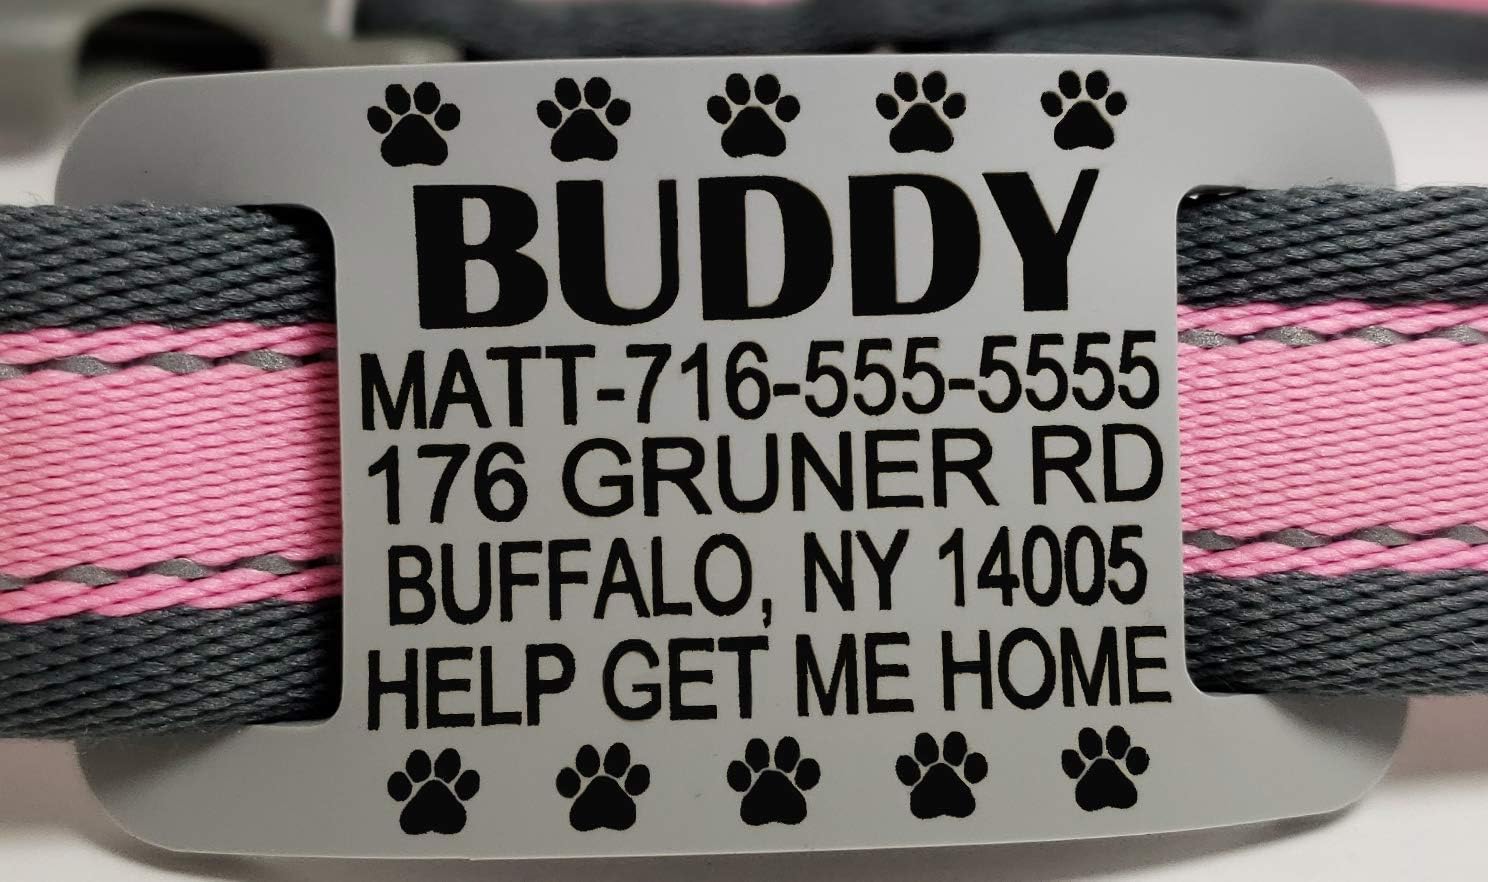 BUDDY
MATT-716-555-5555
176 GRUNER RD
BUFFALO, NY 14005
HELP GET ME HOME